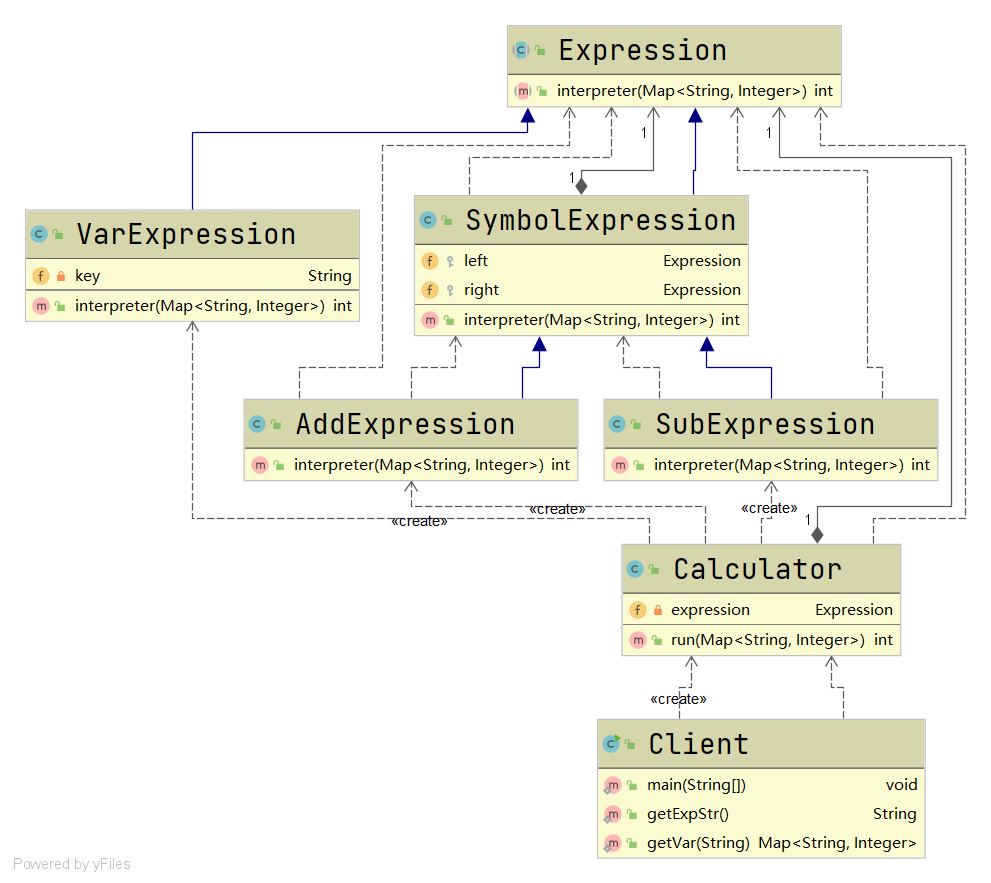 Expression
interpreter(Map<String, Integer>) int
1
1
1
VarExpression
key String
interpreter(Map<String, Integer>) int
SymbolExpression
left Expression
right Expression
interpreter(Map<String, Integer>) int
AddExpression
interpreter(Map<String, Integer>) int
SubExpression
interpreter(Map<String, Integer>) int
«create»
«create»
«create»
1
Calculator
expression Expression
run(Map<String, Integer>) int
«create»
Client
main(String[]) void
getExpStr() String
getVar(String) Map<String, Integer>
Powered by yFiles